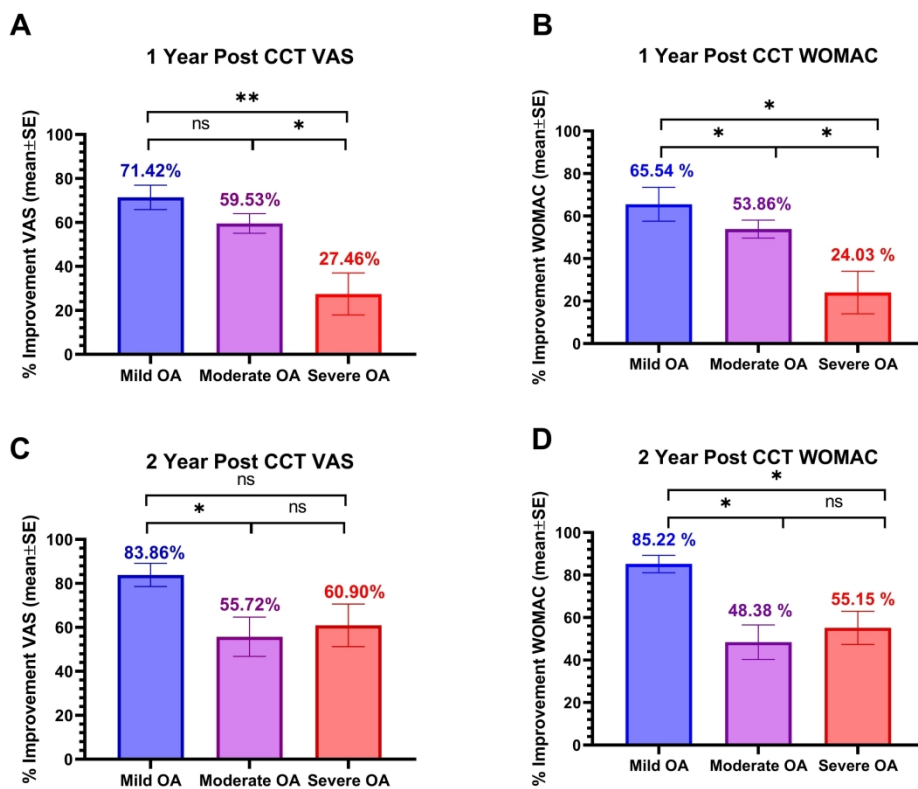 A
1 Year Post CCT VAS
**
ns
*
% Improvement VAS (mean±SE)
100
80
60
40
20
0
71.42%
59.53%
27.46%
Mild OA
Moderate OA
Severe OA
B
1 Year Post CCT WOMAC
*
*
*
% Improvement WOMAC (mean±SE)
100
80
60
40
20
0
65.54 %
53.86%
24.03 %
Mild OA
Moderate OA
Severe OA
C
2 Year Post CCT VAS
ns
*
ns
% Improvement VAS (mean±SE)
100
80
60
40
20
0
83.86%
55.72%
60.90%
Mild OA
Moderate OA
Severe OA
D
2 Year Post CCT WOMAC
*
*
ns
% Improvement WOMAC (mean±SE)
100
80
60
40
20
0
85.22 %
48.38 %
55.15 %
Mild OA
Moderate OA
Severe OA